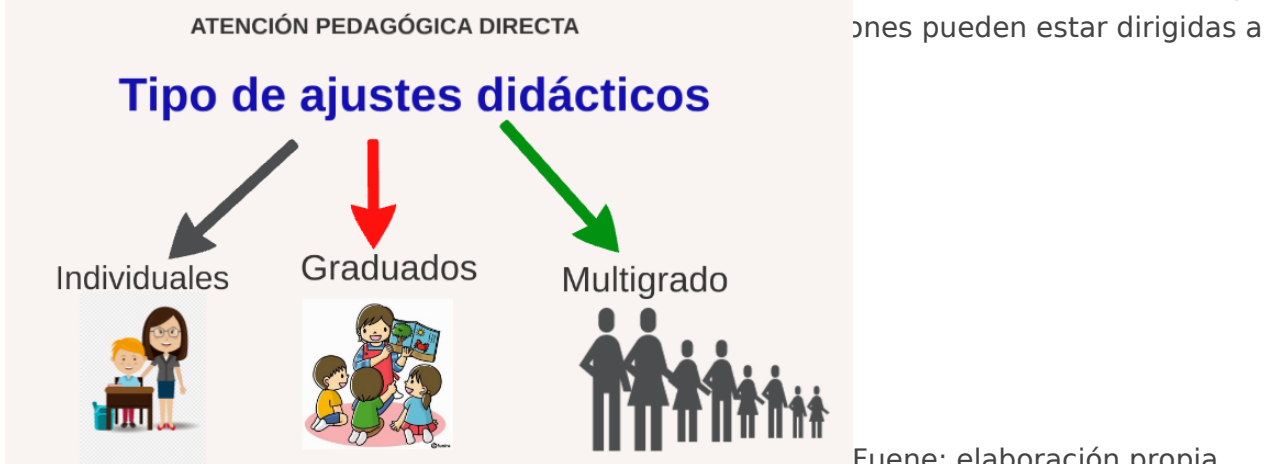 ATENCIÓN PEDAGÓGICA DIRECTA
ones pueden estar dirigidas a
Tipo de ajustes didácticos
Individuales
Graduados
Multigrado
Fuene: elaboración propia